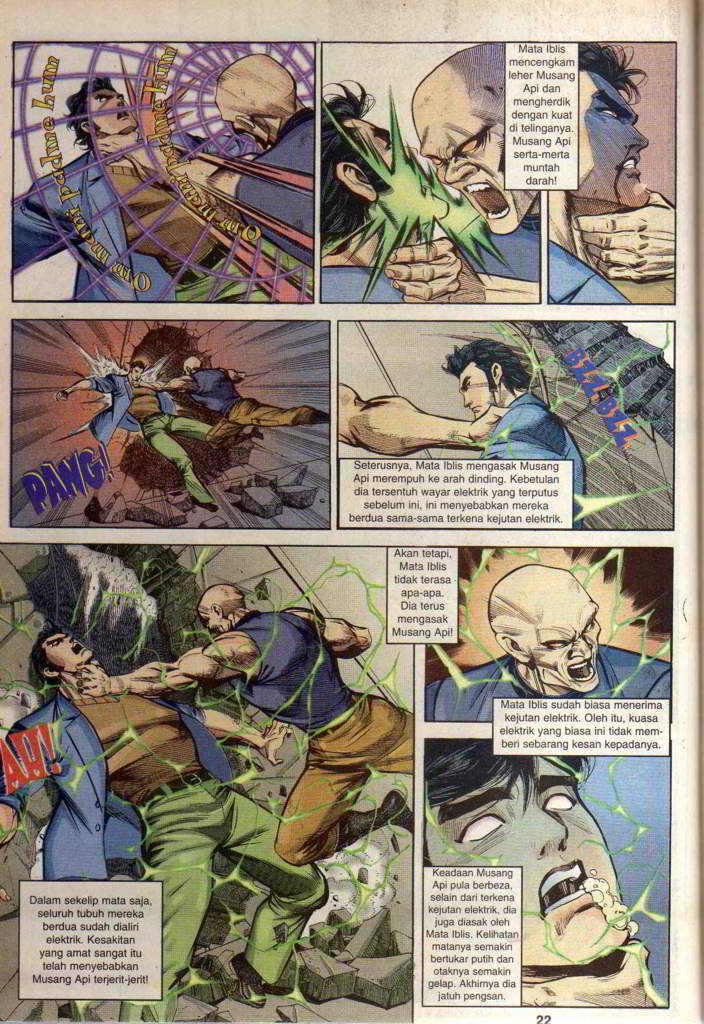 Om mani padme hum
Om mani padme hum
Mata Iblis
mencengkam
leher Musang
Api dan
mengherdik
dengan kuat
di telinganya.
Musang Api
serta-merta
muntah
darah!
PANG!
BZZ BZZ
Seterusnya, Mata Iblis mengasak Musang
Api merempuh ke arah dinding. Kebetulan
dia tersentuh wayar elektrik yang terputus
sebelum ini, ini menyebabkan mereka
berdua sama-sama terkena kejutan elektrik.
Akan tetapi,
Mata Iblis
tidak terasa
apa-apa.
Dia terus
mengasak
Musang Api!
AH!
Dalam sekelip mata saja,
seluruh tubuh mereka
berdua sudah dialiri
elektrik. Kesakitan
yang amat sangat itu
telah menyebabkan
Musang Api terjerit-jerit!
Mata Iblis sudah biasa menerima
kejutan elektrik. Oleh itu, kuasa
elektrik yang biasa ini tidak mem-
beri sebarang kesan kepadanya.
Keadaan Musang
Api pula berbeza,
selain dari terkena
kejutan elektrik, dia
juga diasak oleh
Mata Iblis. Kelihatan
matanya semakin
bertukar putih dan
otaknya semakin
gelap. Akhirnya dia
jatuh pengsan.
22